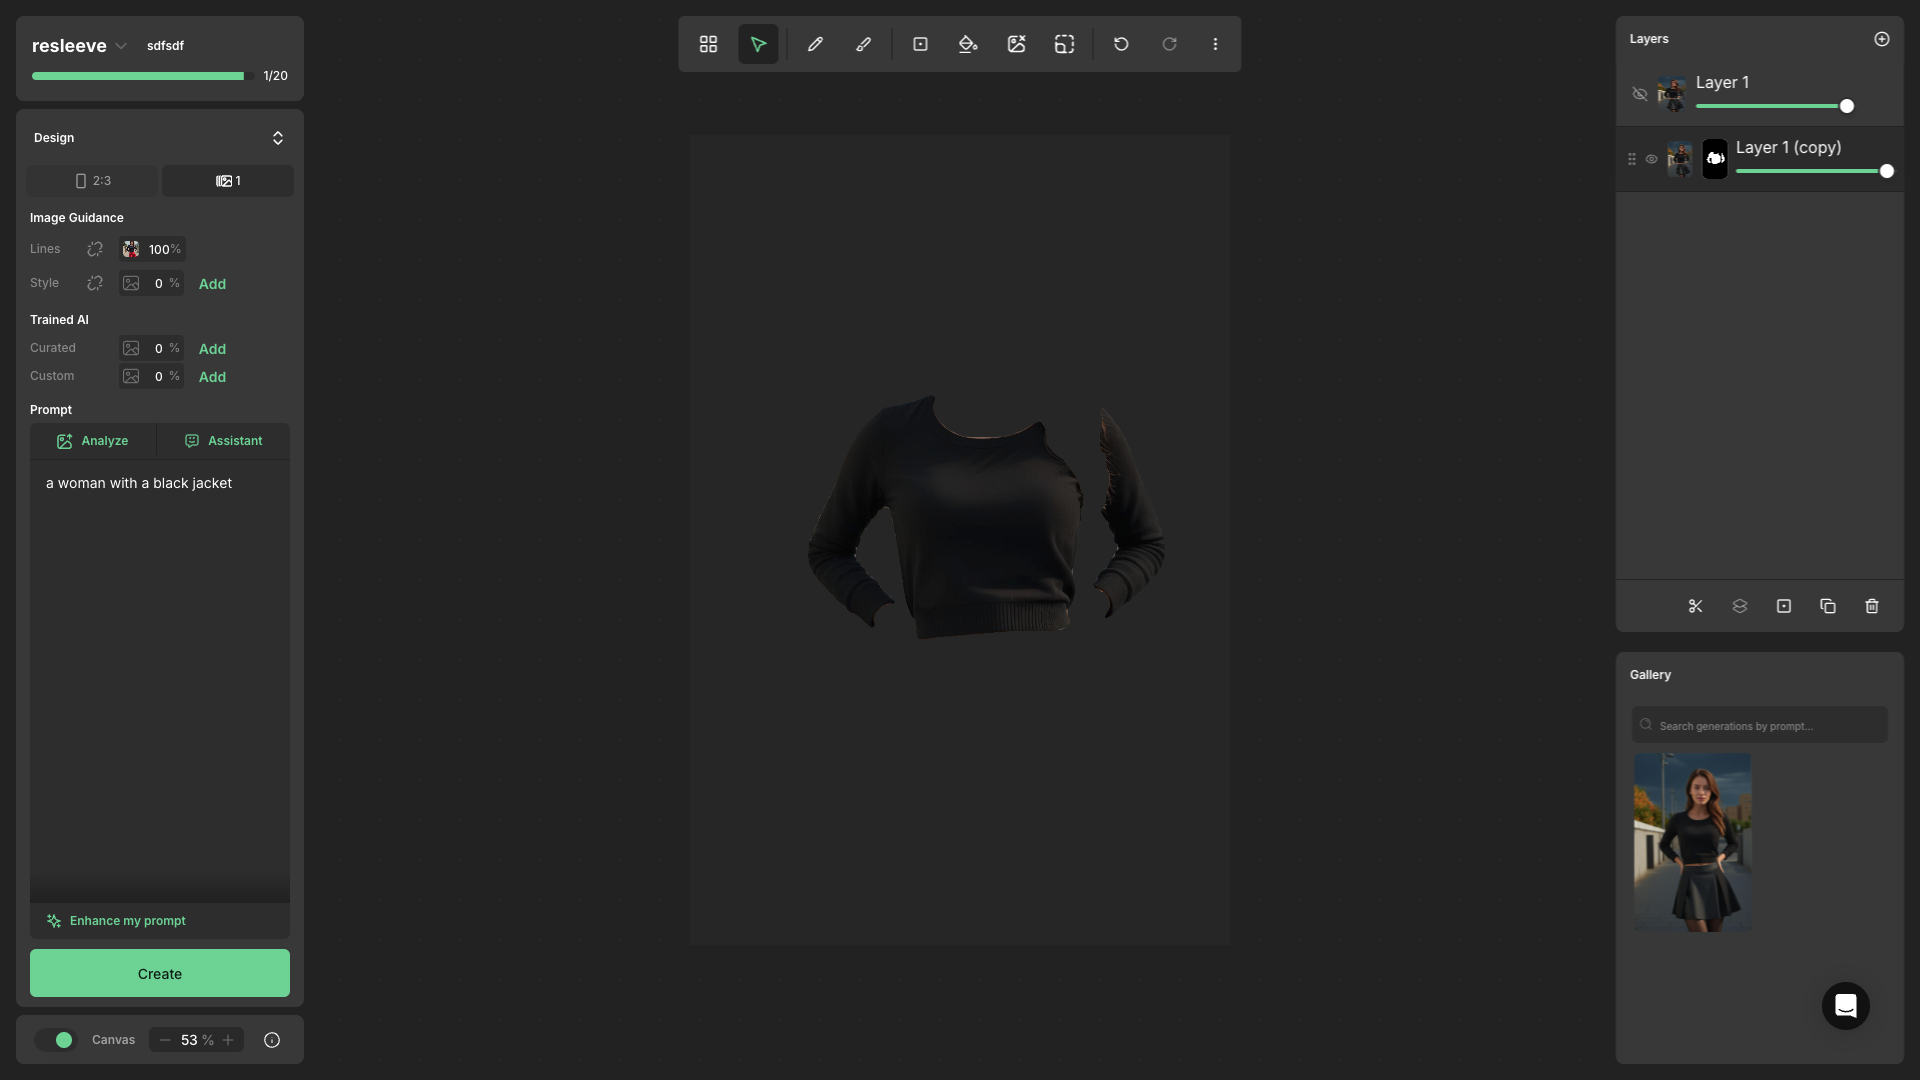 resleeve
sdfsdf
1/20
Design
2:3
1
Image Guidance
Lines
100%
Style
0 %
Add
Trained AI
Curated
0 %
Add
Custom
0 %
Add
Prompt
Analyze
Assistant
a woman with a black jacket
Enhance my prompt
Create
Canvas
53 %
Layers
Layer 1
Layer 1 (copy)
Gallery
Search generations by prompt...